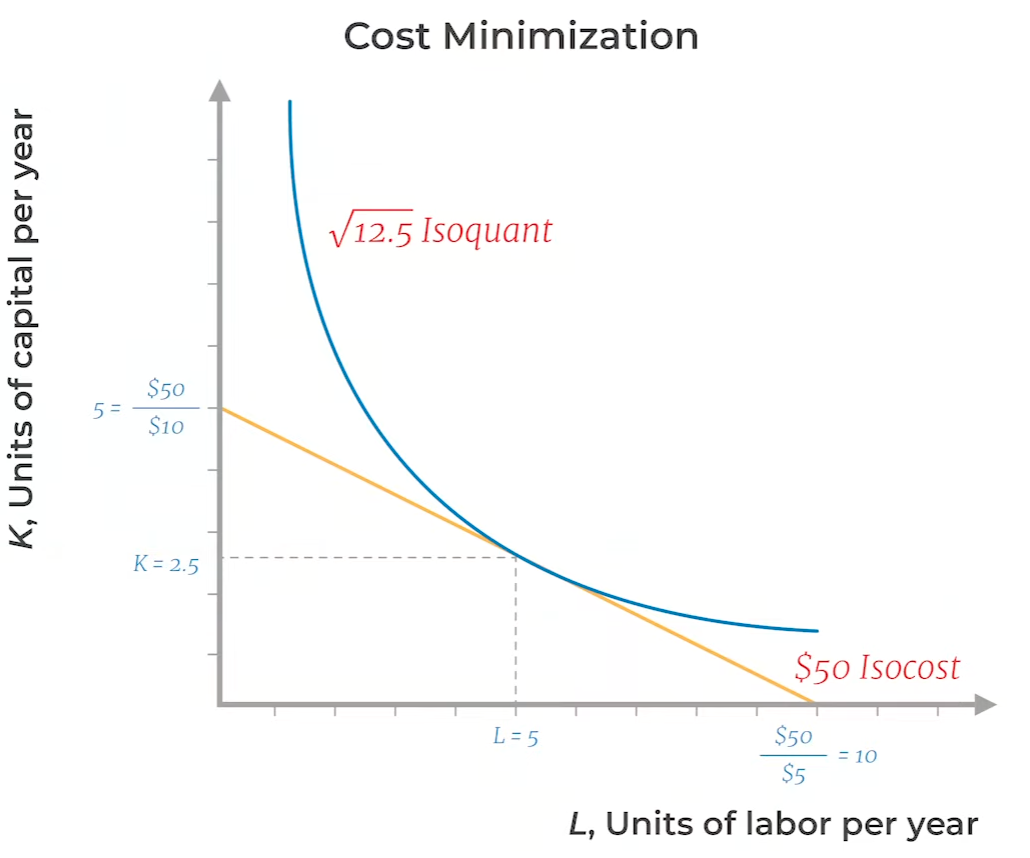 Cost Minimization
K, Units of capital per year
√12.5 Isoquant
5 = $50/$10
K = 2.5
$50 Isocost
L = 5
$50/$5 = 10
L, Units of labor per year